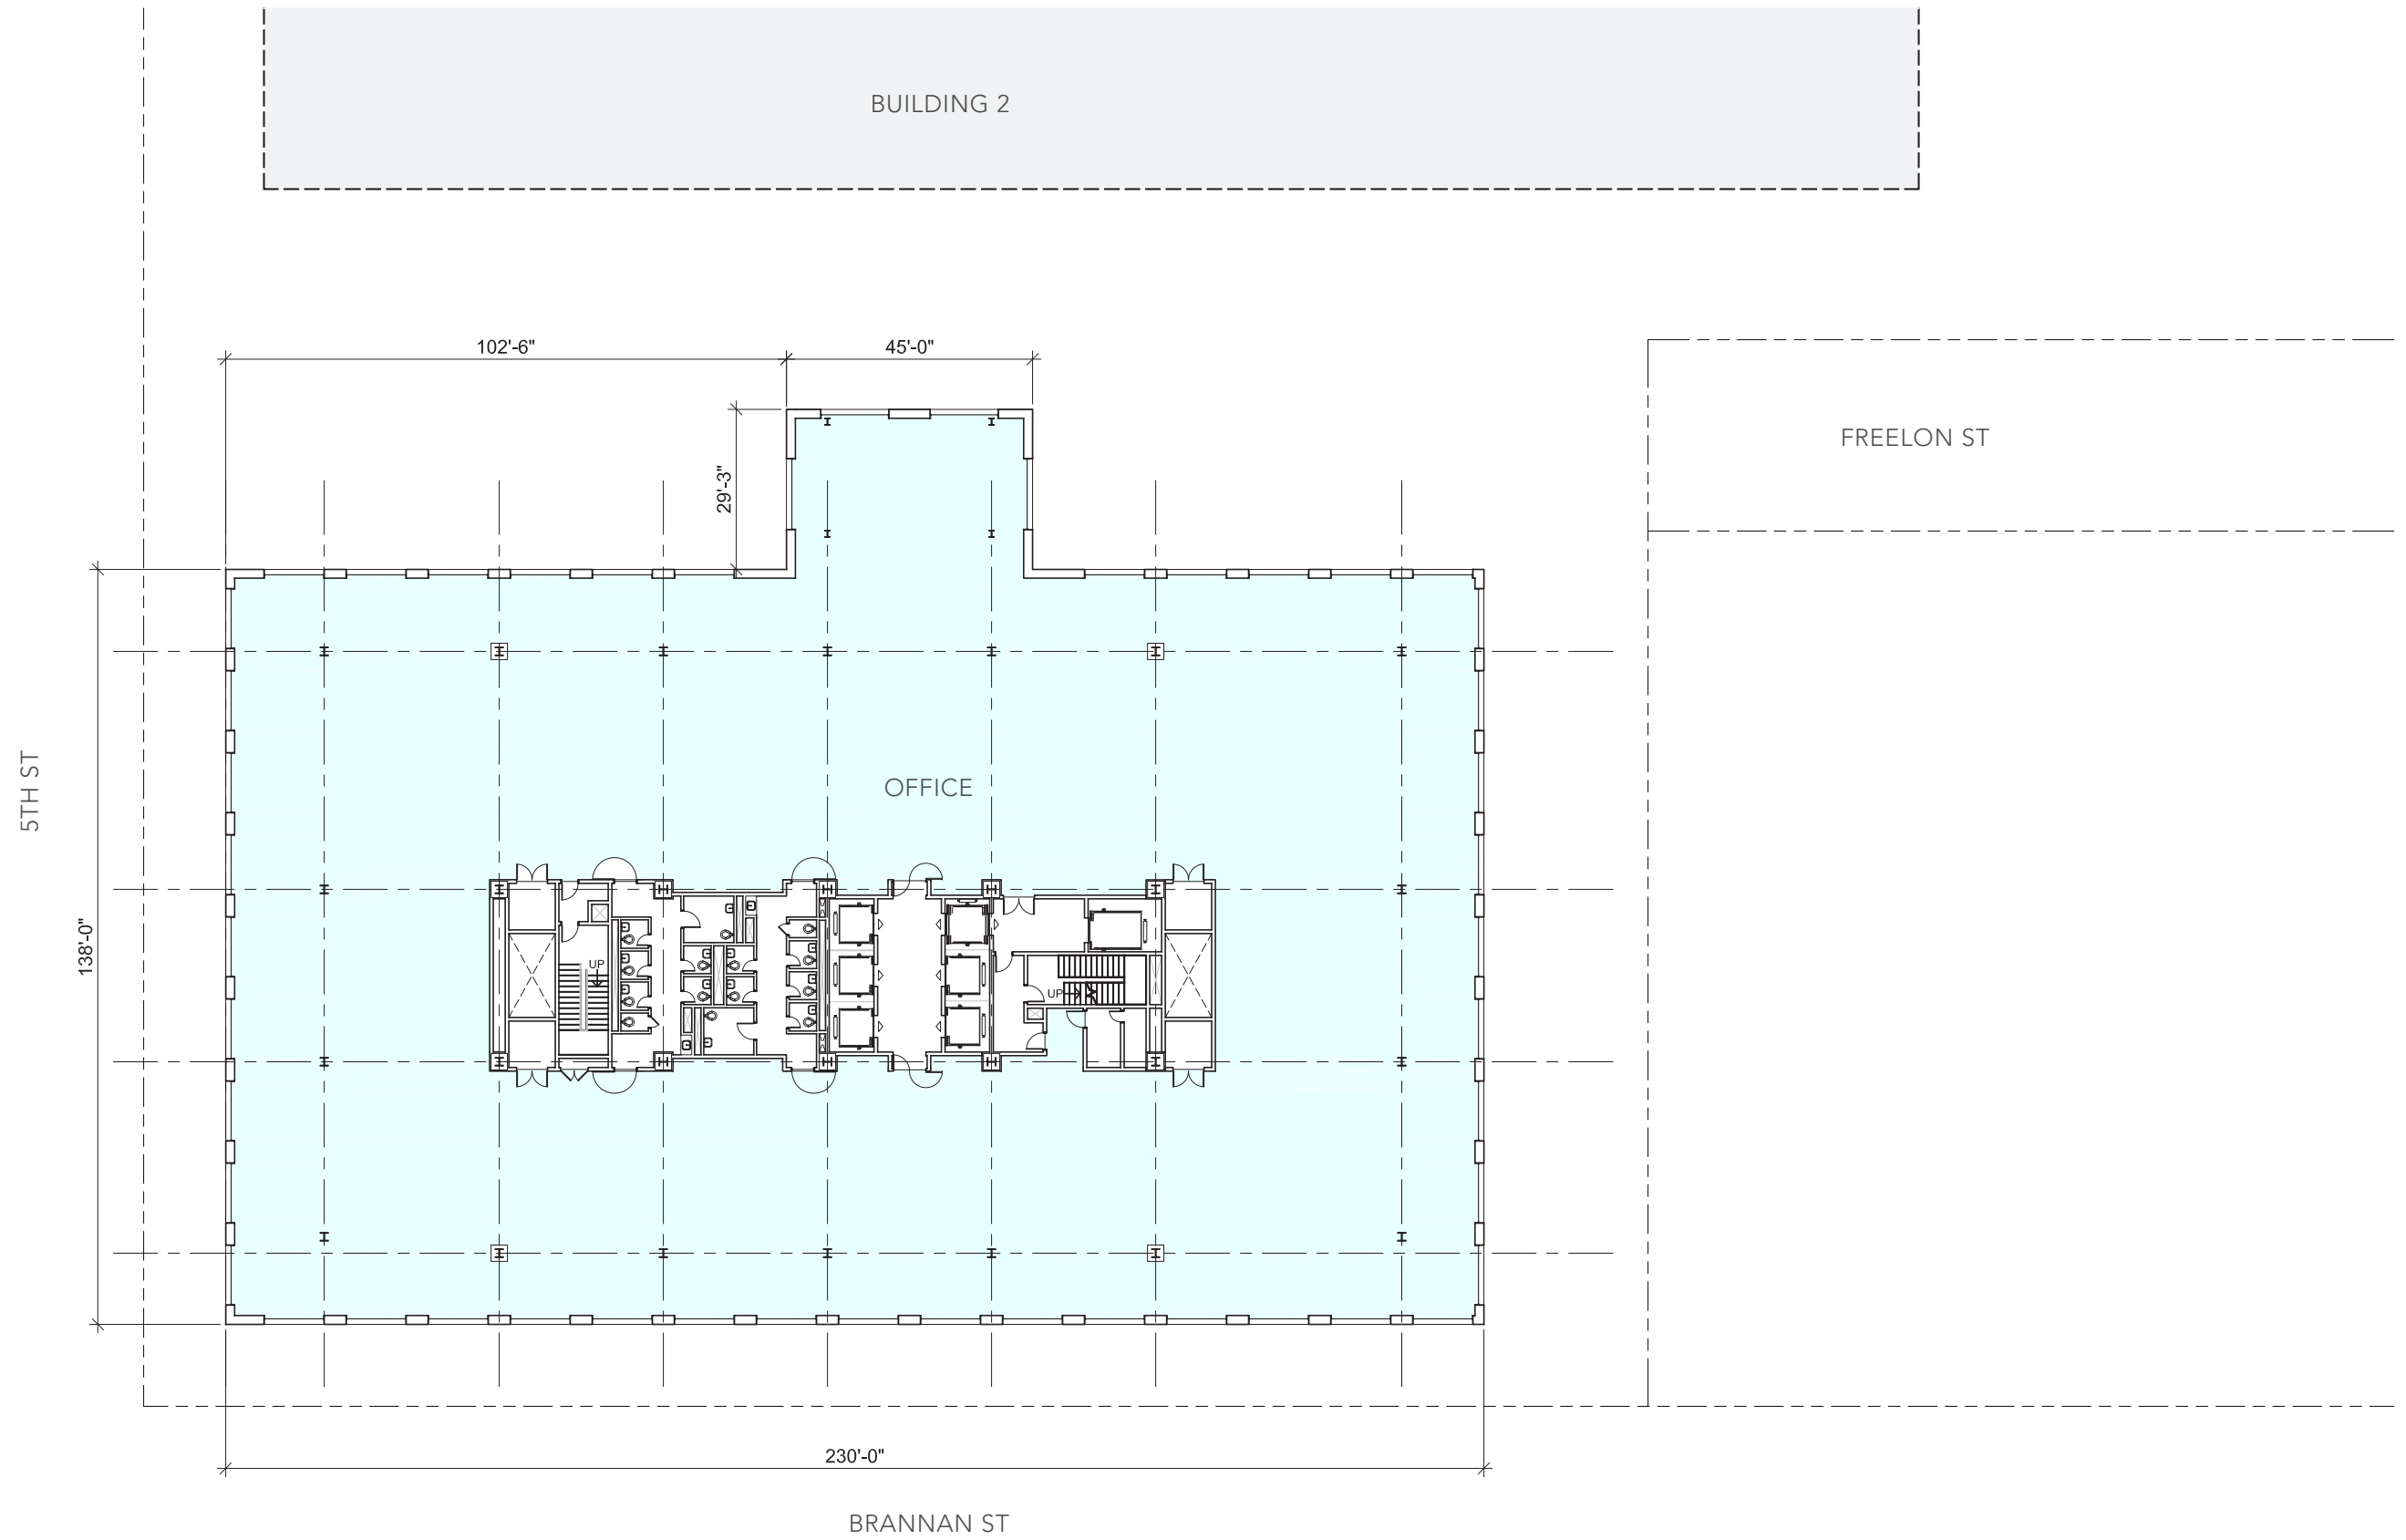 BUILDING 2
102'-6"
45'-0"
FREELON ST
29'-3"
5TH ST
OFFICE
138'-0"
UP
UP
230'-0"
BRANNAN ST